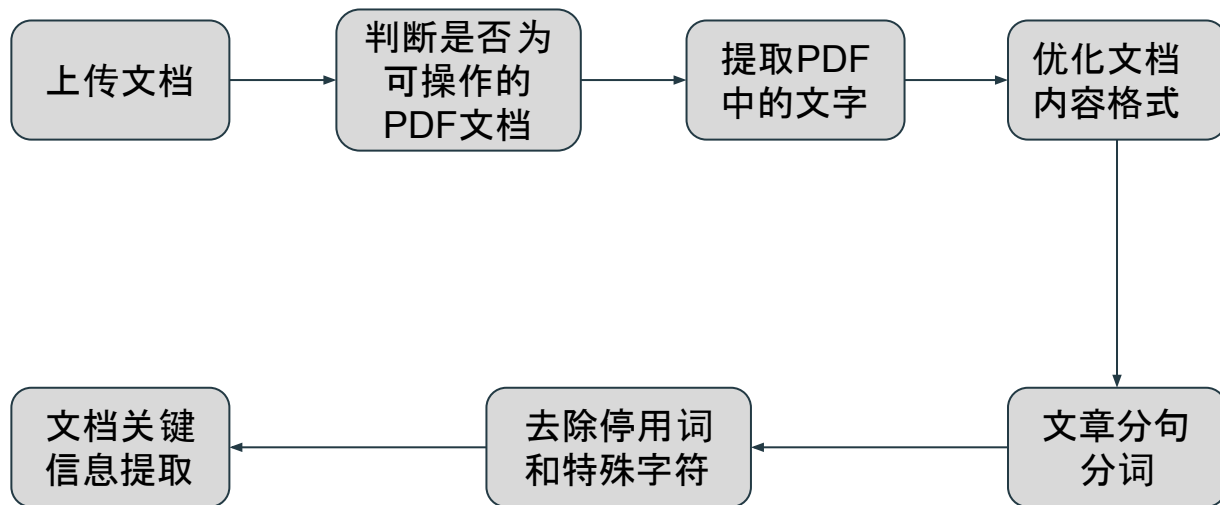 上传文档
判断是否为
可操作的
PDF文档
提取PDF
中的文字
优化文档
内容格式
文章分句
分词
去除停用词
和特殊字符
文档关键
信息提取